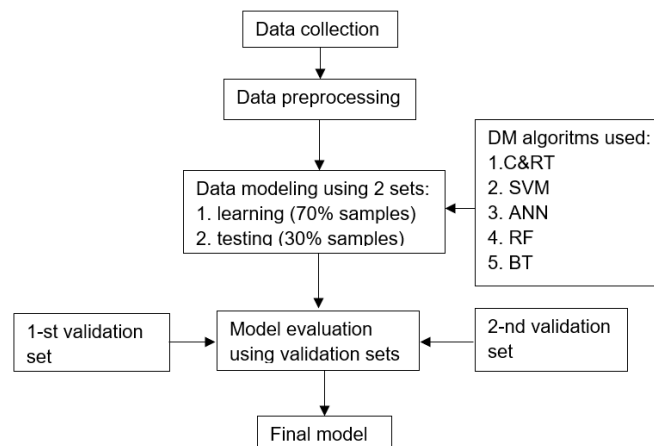 Data collection
Data preprocessing
DM algoritms used:
1.C&RT
2. SVM
3. ANN
4. RF
5. BT
Data modeling using 2 sets:
1. learning (70% samples)
2. testing (30% samples)
1-st validation
set
Model evaluation
using validation sets
2-nd validation
set
Final model